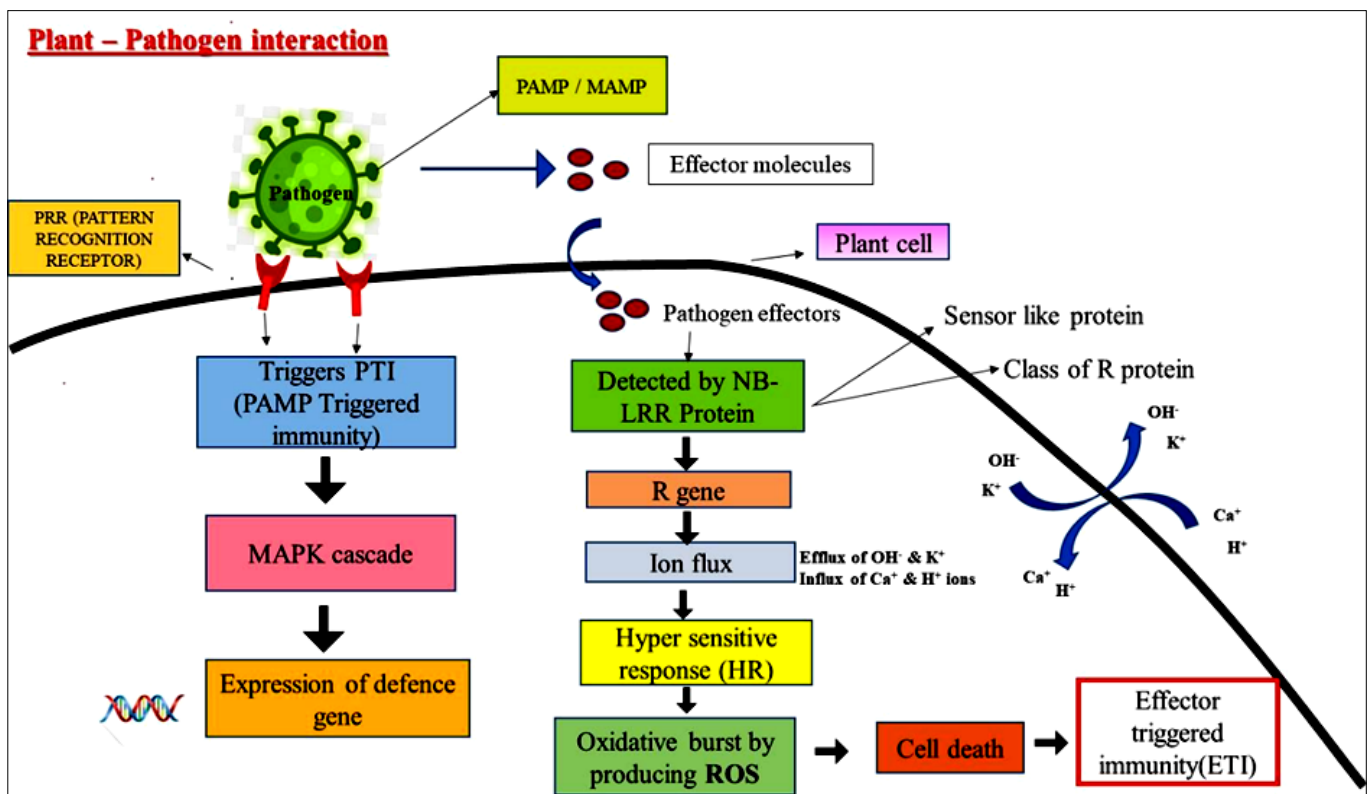 Plant – Pathogen interaction
PAMP / MAMP
Effector molecules
Pathogen
PRR (PATTERN
RECOGNITION
RECEPTOR)
Plant cell
Pathogen effectors
Sensor like protein
Class of R protein
Triggers PTI
(PAMP Triggered
immunity)
Detected by NB-
LRR Protein
OH⁻
K⁺
OH⁻
K⁺
Ca⁺
H⁺
Ca⁺
H⁺
R gene
MAPK cascade
Ion flux
Efflux of OH⁻ & K⁺
Influx of Ca⁺ & H⁺ ions
Hyper sensitive
response (HR)
Expression of defence
gene
Oxidative burst by
producing ROS
Cell death
Effector
triggered
immunity(ETI)